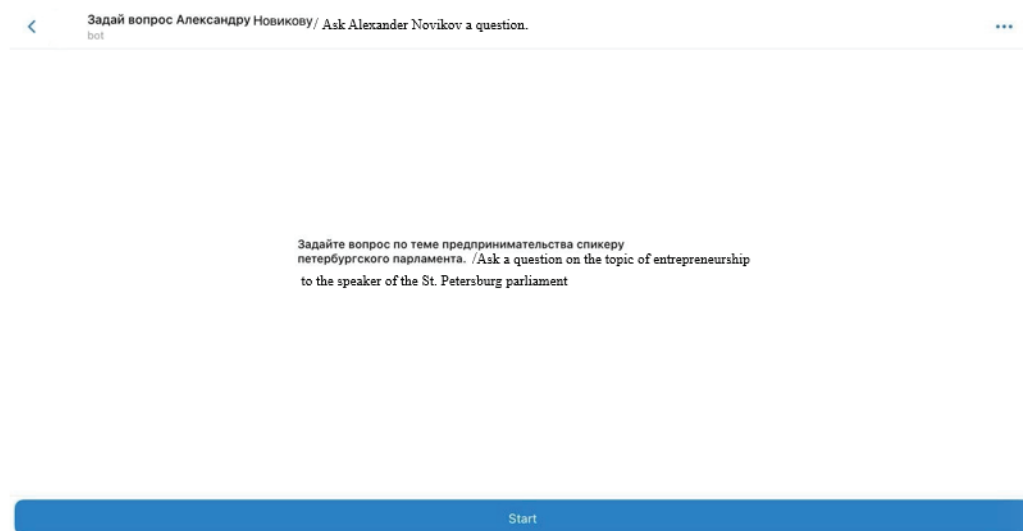 Задай вопрос Александру Новикову/ Ask Alexander Novikov a question.
bot
Задайте вопрос по теме предпринимательства спикеру
петербургского парламента. /Ask a question on the topic of entrepreneurship
to the speaker of the St. Petersburg parliament
Start